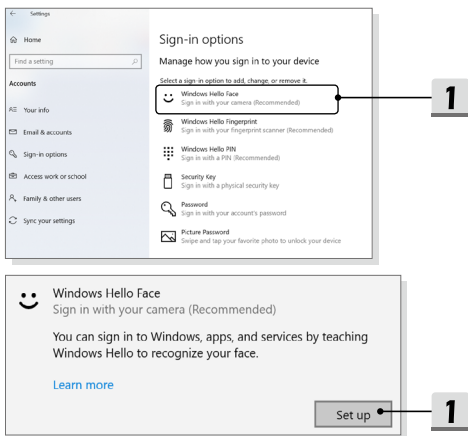 Settings
Home
Find a setting
Accounts
Your info
Email & accounts
Sign-in options
Access work or school
Family & other users
Sync your settings
Sign-in options
Manage how you sign in to your device
Select a sign-in option to add, change, or remove it.
Windows Hello Face
Sign in with your camera (Recommended)
Windows Hello Fingerprint
Sign in with your fingerprint scanner (Recommended)
Windows Hello PIN
Sign in with a PIN (Recommended)
Security Key
Sign in with a physical security key
Password
Sign in with your account's password
Picture Password
Swipe and tap your favorite photo to unlock your device
1
Windows Hello Face
Sign in with your camera (Recommended)
You can sign in to Windows, apps, and services by teaching
Windows Hello to recognize your face.
Learn more
Set up
1